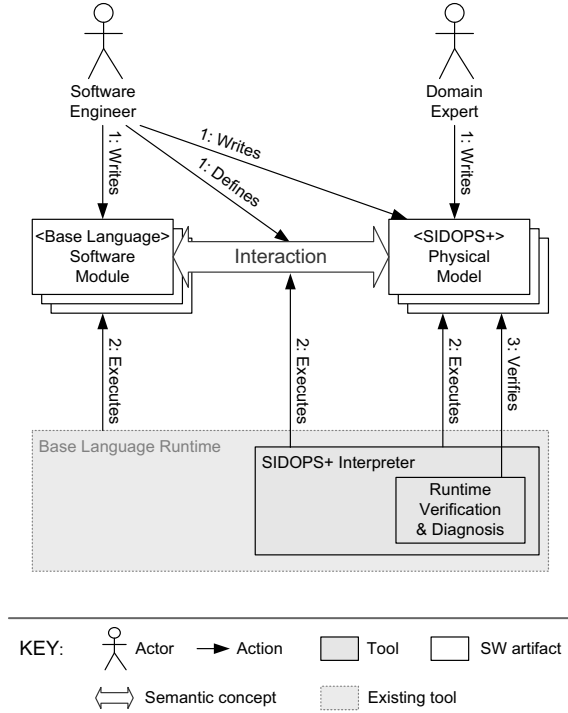 Software
Engineer
Domain
Expert
1: Writes
1: Defines
1: Writes
1: Writes
<Base Language>
Software
Module
Interaction
<SIDOPS+>
Physical
Model
2: Executes
2: Executes
2: Executes
3: Verifies
Base Language Runtime
SIDOPS+ Interpreter
Runtime
Verification
& Diagnosis
KEY:
Actor
Action
Tool
SW artifact
Semantic concept
Existing tool